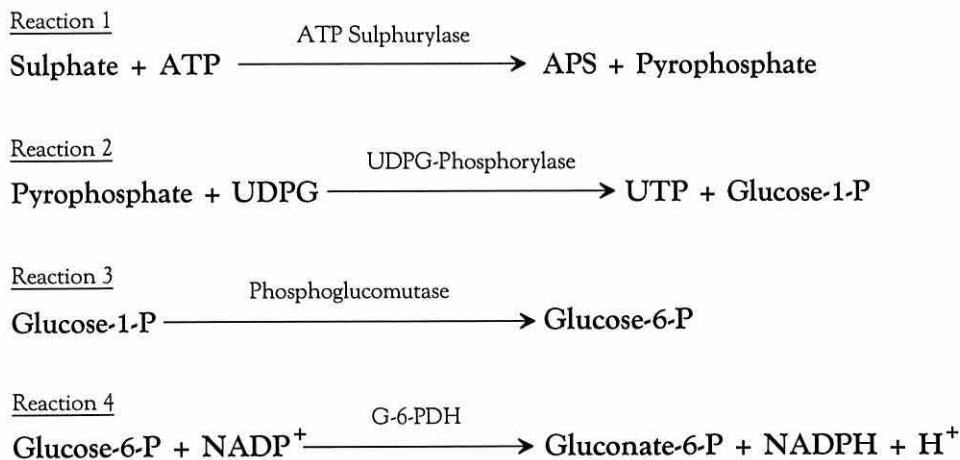 Reaction 1
ATP Sulphurylase
Sulphate + ATP → APS + Pyrophosphate
Reaction 2
UDPG-Phosphorylase
Pyrophosphate + UDPG → UTP + Glucose-1-P
Reaction 3
Phosphoglucomutase
Glucose-1-P → Glucose-6-P
Reaction 4
G-6-PDH
Glucose-6-P + NADP⁺ → Gluconate-6-P + NADPH + H⁺